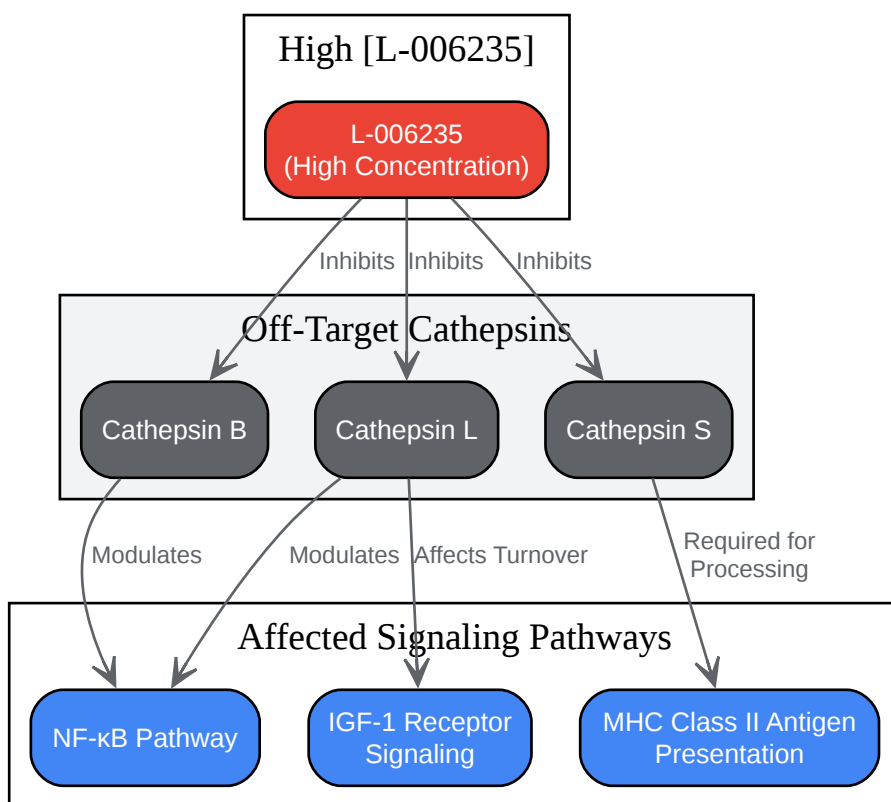 High [L-006235]
L-006235
(High Concentration)
Inhibits
Inhibits
Inhibits
Off-Target Cathepsins
Cathepsin B
Cathepsin L
Cathepsin S
Modulates
Modulates
Affects Turnover
Required for
Processing
Affected Signaling Pathways
NF-κB Pathway
IGF-1 Receptor
Signaling
MHC Class II Antigen
Presentation